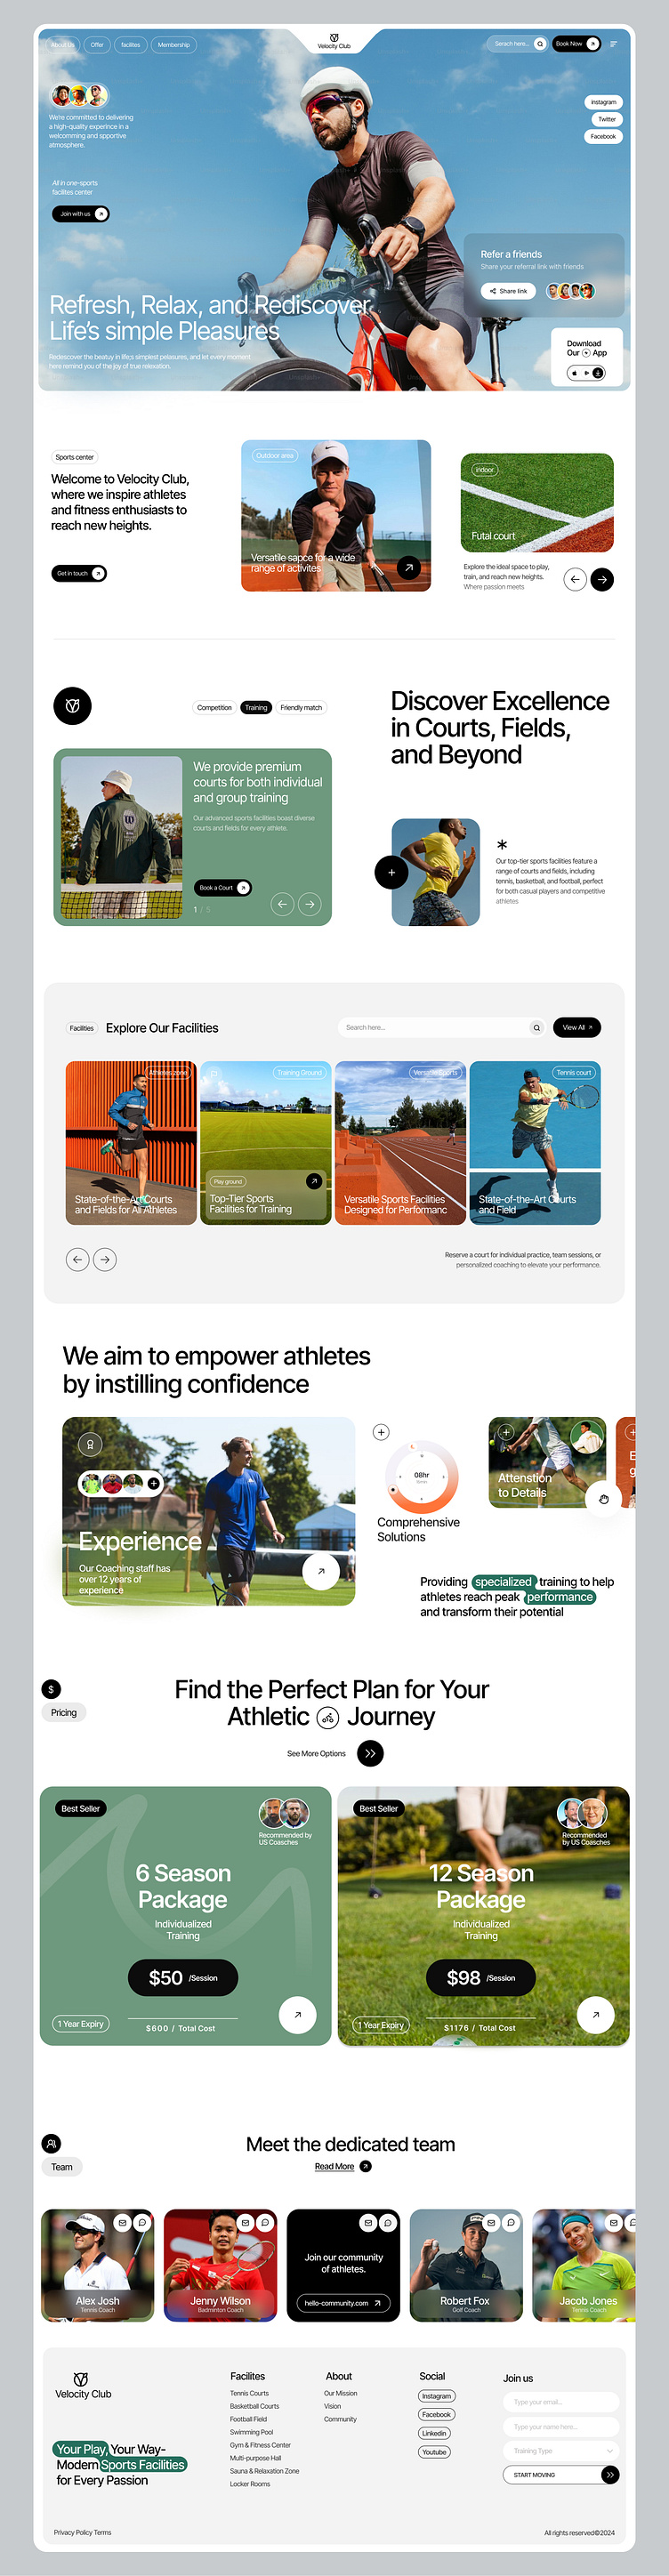 About Us
Offer
facilites
Membership
Velocity Club
Serach here...
Book Now
We're committed to delivering
a high-quality experince in a
welcomming and spportive
atmosphere.
Instagram
Twitter
Facebook
All in one-sports
facilites center
Join with us
Refer a friends
Share your referral link with friends
Share link
Refresh, Relax, and Rediscover
Life's simple Pleasures
Redescover the beatuy in life;s simplest pelasures, and let every moment
here remind you of the joy of true relaxation.
Download
Our App
Sports center
Welcome to Velocity Club,
where we inspire athletes
and fitness enthusiasts to
reach new heights.
Get in touch
Outdoor area
Versatile sapce for a wide
range of activites
indoor
Futal court
Explore the ideal space to play,
train, and reach new heights.
Where passion meets
Competition
Training
Friendly match
Discover Excellence
in Courts, Fields,
and Beyond
We provide premium
courts for both individual
and group training
Our advanced sports facilities boast diverse
courts and fields for every athlete.
Book a Court
1 / 5
Our top-tier sports facilities feature a
range of courts and fields, including
tennis, basketball, and football, perfect
for both casual players and competitive
athletes
Facilities
Explore Our Facilities
Search here...
View All
Athletes zone
State-of-the-Art Courts
and Fields for All Athletes
Training Ground
Play ground
Top-Tier Sports
Facilities for Training
Versatile Sports
Versatile Sports Facilities
Designed for Performanc
Tennis court
State-of-the-Art Courts
and Field
Reserve a court for individual practice, team sessions, or
personalized coaching to elevate your performance.
We aim to empower athletes
by instilling confidence
Experience
Our Coaching staff has
over 12 years of
experience
08hr
Comprehensive
Solutions
Attenstion
to Details
E
g
Providing specialized training to help
athletes reach peak performance
and transform their potential
$
Pricing
Find the Perfect Plan for Your
Athletic Journey
See More Options
Best Seller
Recommended by
US Coasches
6 Season
Package
Individualized
Training
$50 /Session
1 Year Expiry
$600 / Total Cost
Best Seller
Recommended by
US Coasches
12 Season
Package
Individualized
Training
$98 /Session
1 Year Expiry
$1176 / Total Cost
Team
Meet the dedicated team
Read More
Alex Josh
Tennis Coach
Jenny Wilson
Badminton Coach
Join our community
of athletes.
hello-community.com
Robert Fox
Golf Coach
Jacob Jones
Tennis Coach
Velocity Club
Your Play, Your Way-
Modern Sports Facilities
for Every Passion
Facilites
Tennis Courts
Basketball Courts
Football Field
Swimming Pool
Gym & Fitness Center
Multi-purpose Hall
Sauna & Relaxation Zone
Locker Rooms
About
Our Mission
Vision
Community
Social
Instagram
Facebook
Linkedin
Youtube
Join us
Type your email...
Type your name here...
Training Type
START MOVING
Privacy Policy Terms
All rights reserved©2024